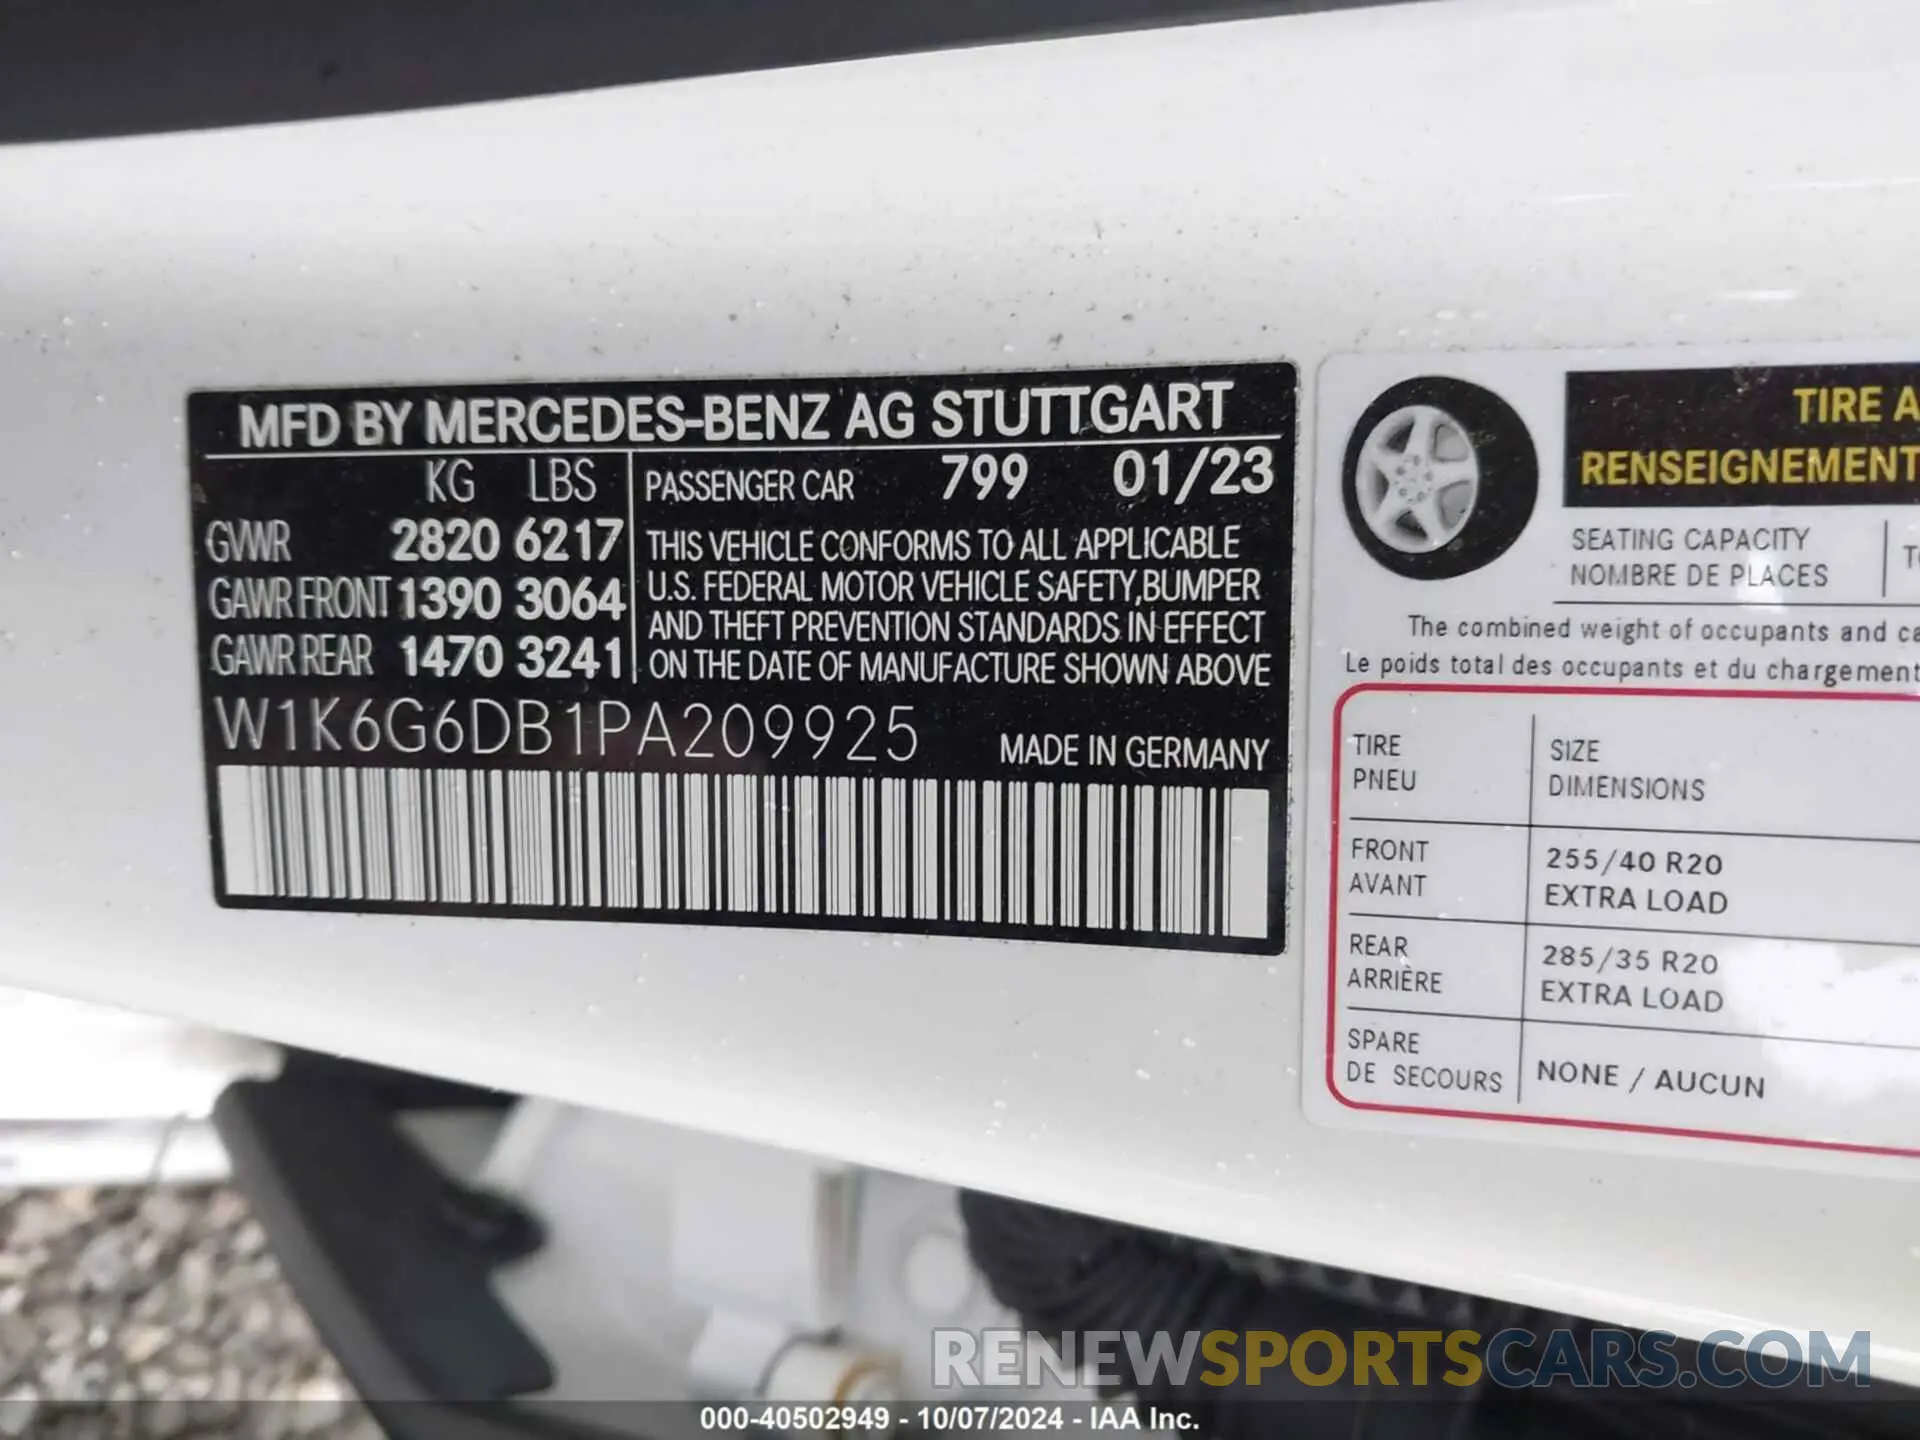 MFD BY MERCEDES-BENZ AG STUTTGART
KG LBS
GVWR 2820 6217
GAWR FRONT 1390 3064
GAWR REAR 1470 3241
PASSENGER CAR 799 01/23
THIS VEHICLE CONFORMS TO ALL APPLICABLE
U.S. FEDERAL MOTOR VEHICLE SAFETY,BUMPER
AND THEFT PREVENTION STANDARDS IN EFFECT
ON THE DATE OF MANUFACTURE SHOWN ABOVE
W1K6G6DB1PA209925
MADE IN GERMANY
TIRE A
RENSEIGNEMENT
SEATING CAPACITY
NOMBRE DE PLACES
The combined weight of occupants and ca
Le poids total des occupants et du chargement
TIRE
PNEU
SIZE
DIMENSIONS
FRONT
AVANT
255/40 R20
EXTRA LOAD
REAR
ARRIÈRE
285/35 R20
EXTRA LOAD
SPARE
DE SECOURS
NONE / AUCUN
RENEWSPORTSCARS.COM
000-40502949 - 10/07/2024 - IAA Inc.